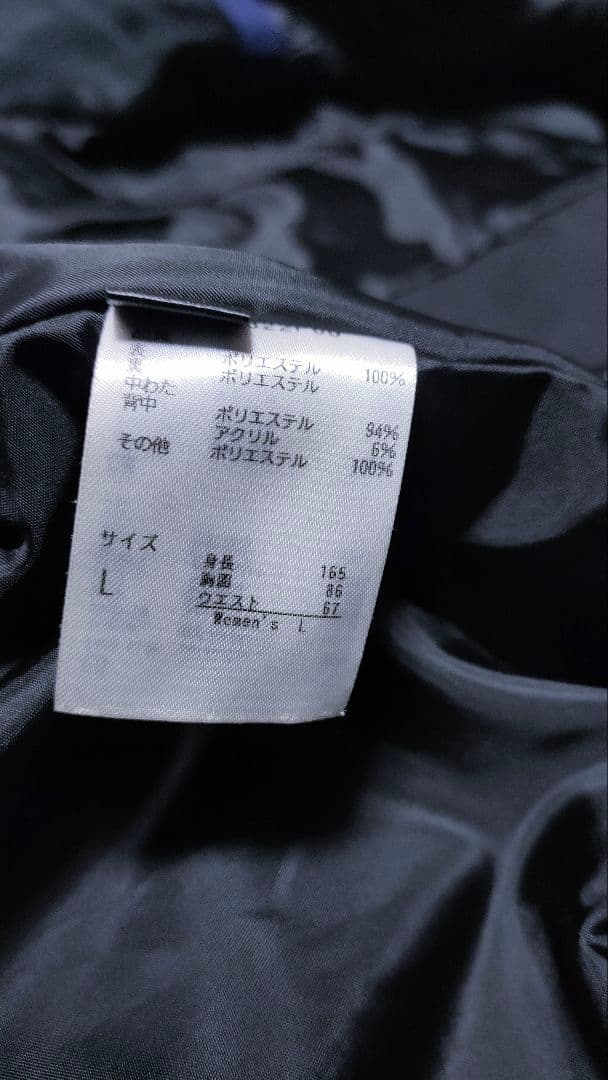 表 ポリエステル 100%
裏 ポリエステル
中わた
背中 ポリエステル 94%
アクリル 6%
その他 ポリエステル 100%
サイズ
L
身長 165
胸囲 86
ウエスト 67
Women's L